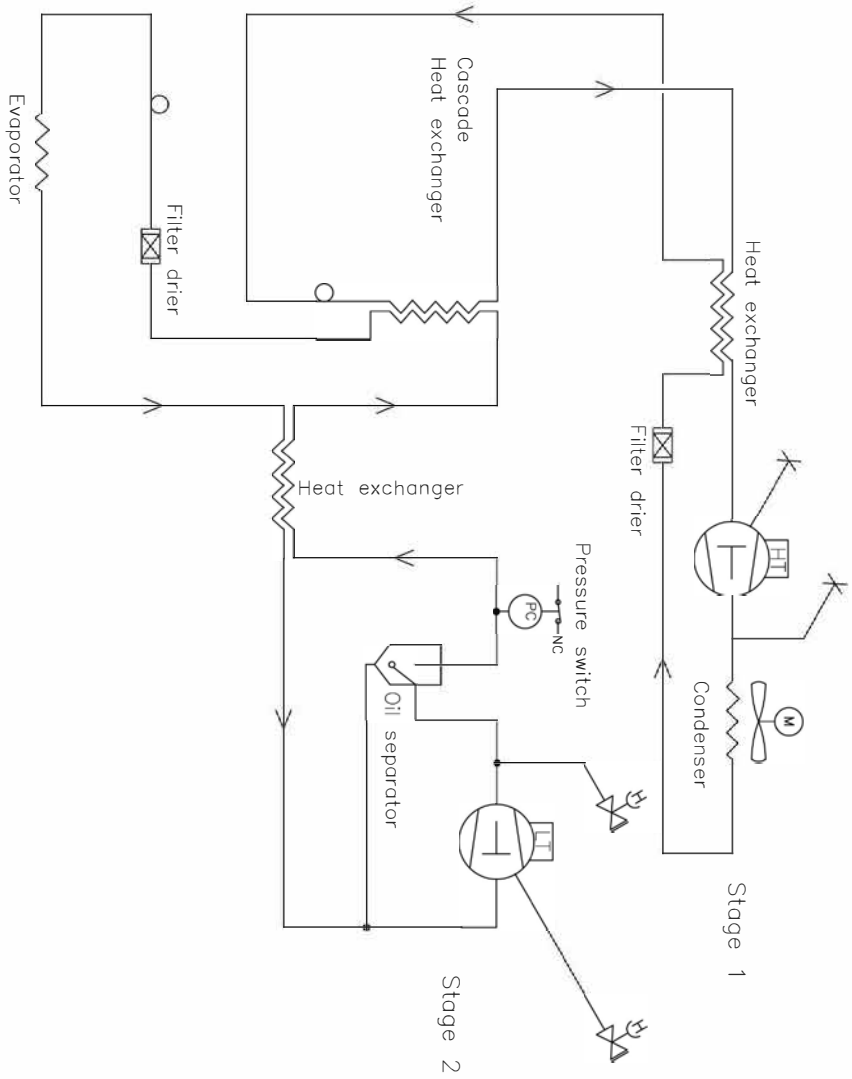 Stage 1
Heat exchanger
HT
M
Condenser
Filter drier
Cascade
Heat exchanger
Pressure switch
PC
NC
H
H
LT
Stage 2
Heat exchanger
Oil separator
Filter drier
Evaporator